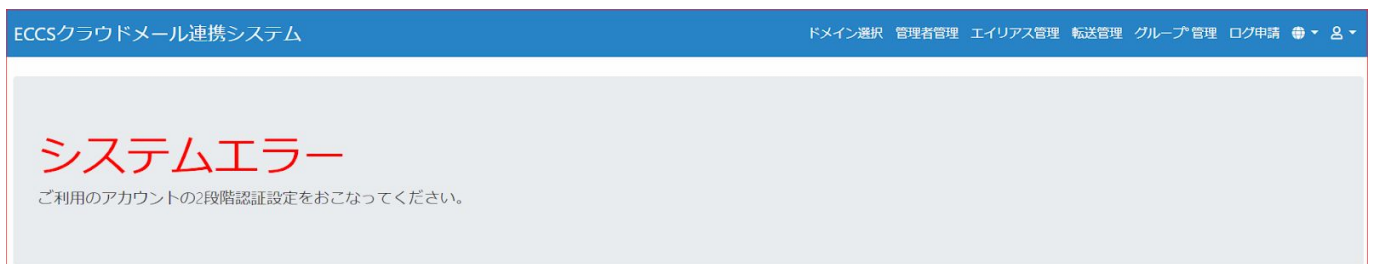 ECCSクラウドメール連携システム
ドメイン選択 管理者管理 エイリアス管理 転送管理 グループ管理 ログ申請
システムエラー
ご利用のアカウントの2段階認証設定をおこなってください。